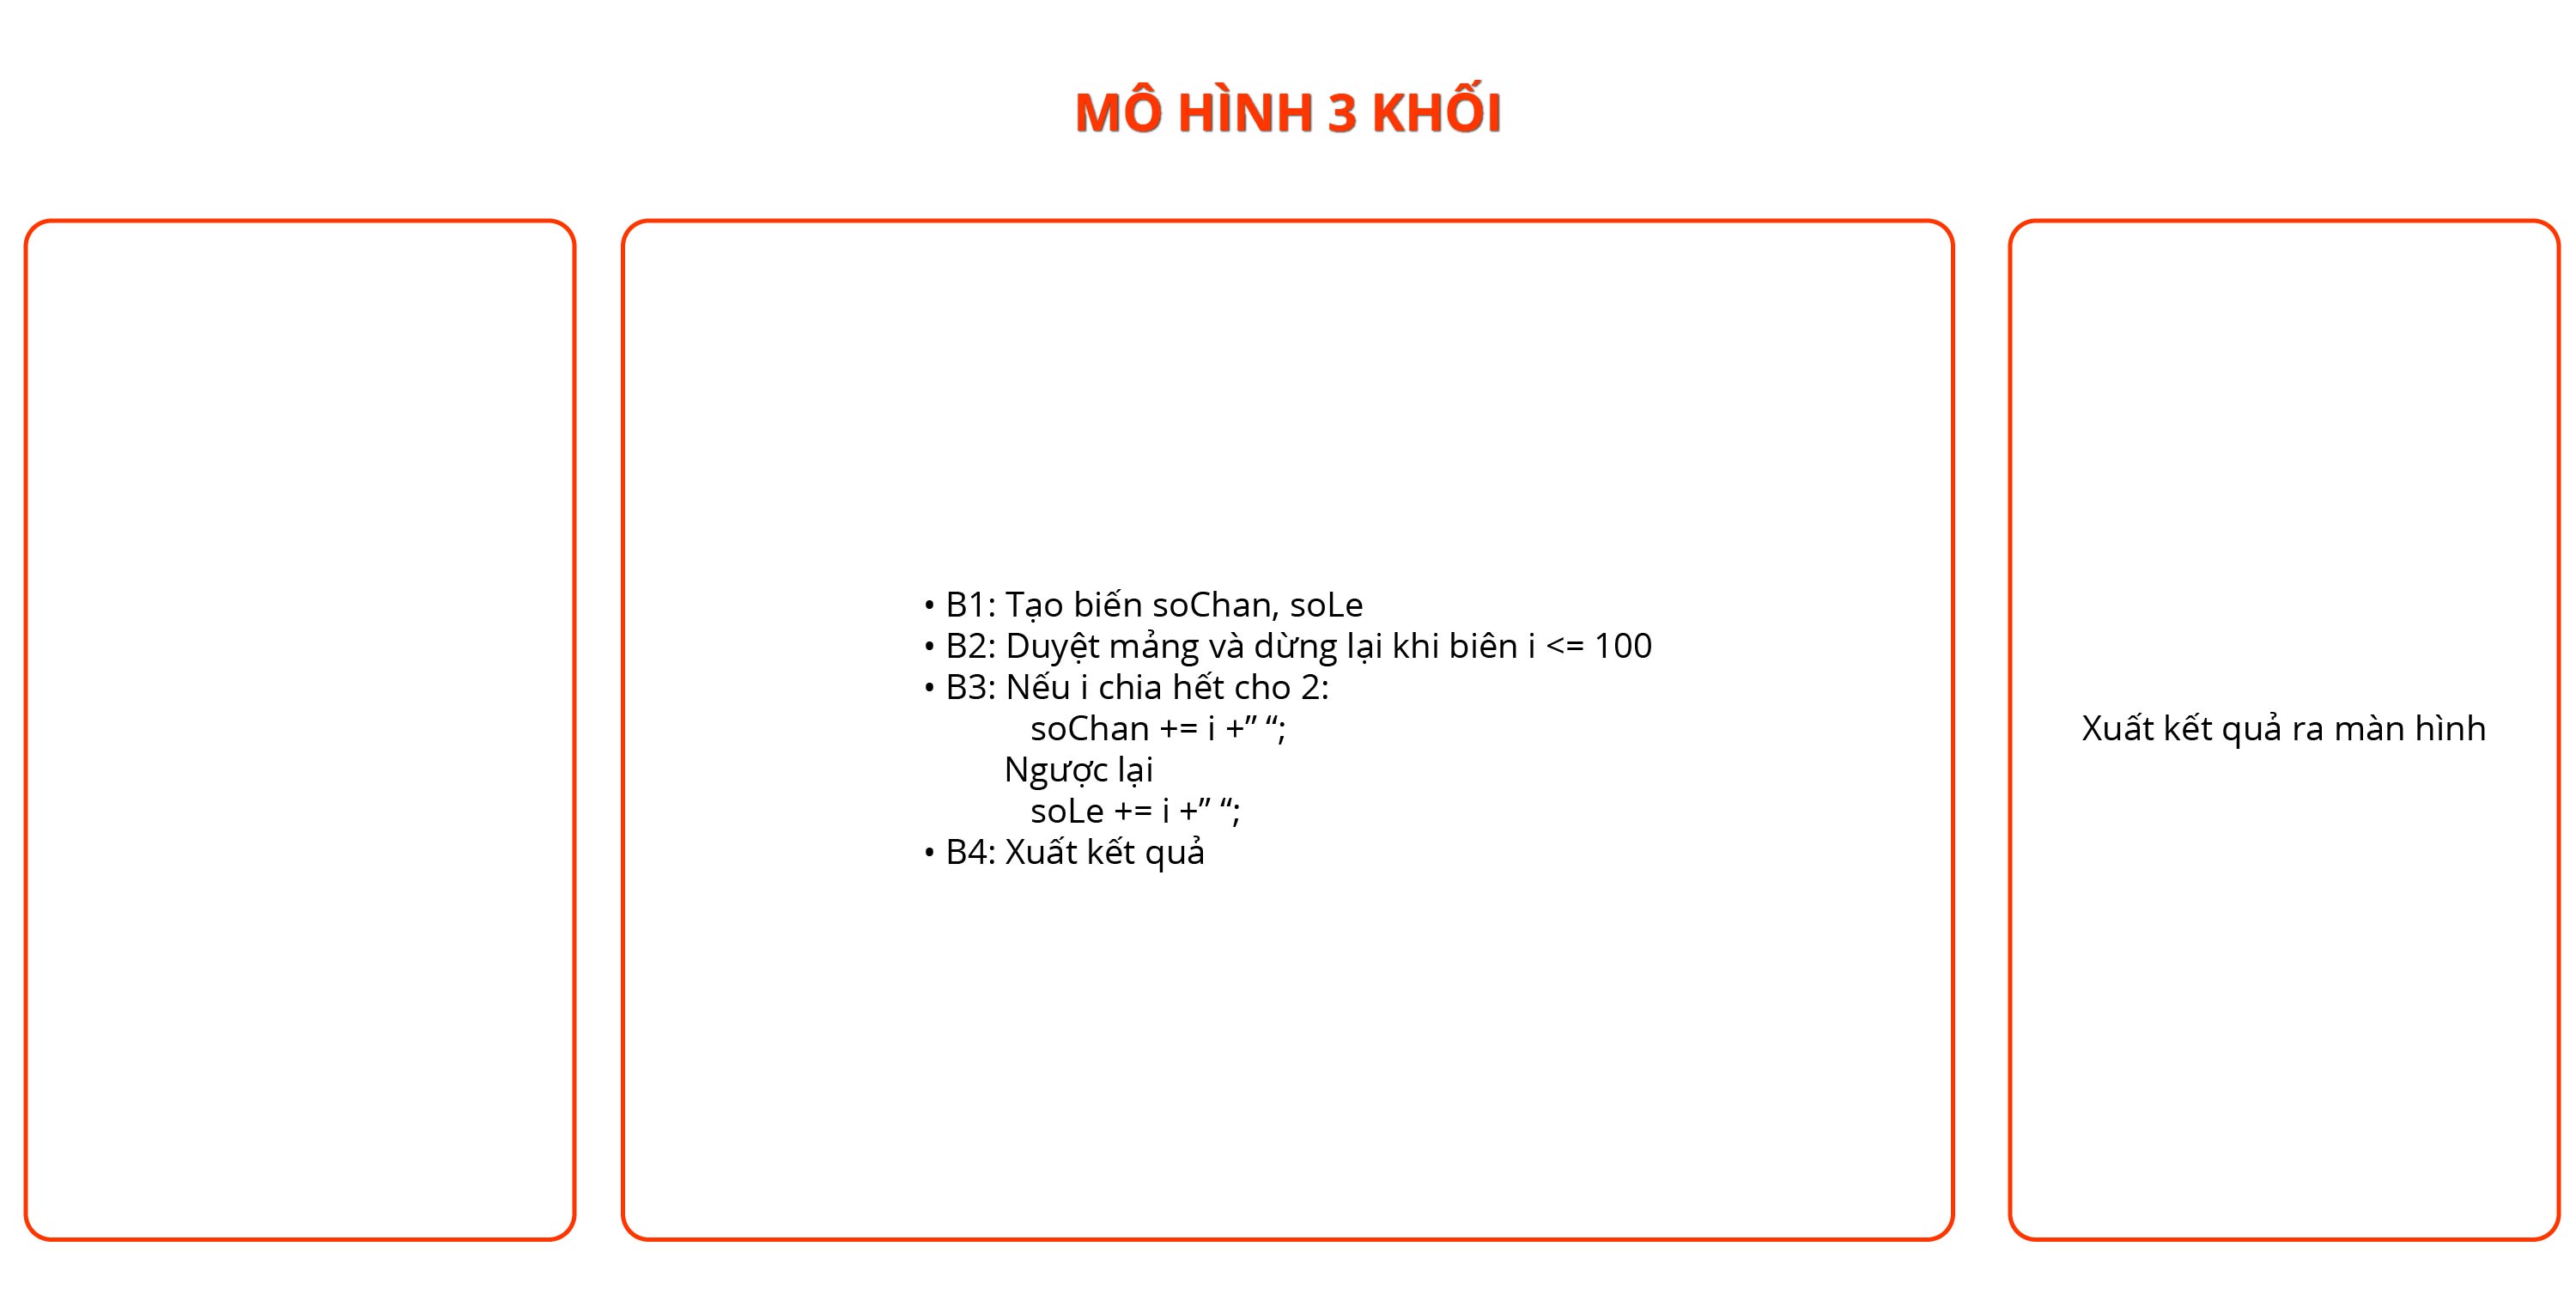 MÔ HÌNH 3 KHỐI
• B1: Tạo biến soChan, soLe
• B2: Duyệt mảng và dừng lại khi biên i <= 100
• B3: Nếu i chia hết cho 2:
soChan += i +” “;
Ngược lại
soLe += i +” “;
• B4: Xuất kết quả
Xuất kết quả ra màn hình